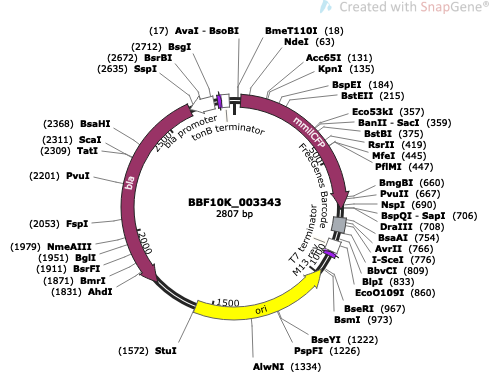 Created with SnapGene®
(17) AvaI - BsoBI
(2712) BsgI
(2672) BsrBI
(2635) SspI
BmeT110I (18)
NdeI (63)
Acc65I (131)
KpnI (135)
BspEI (184)
BstEII (215)
Eco53kI (357)
BanII - SacI (359)
BstBI (375)
RsrII (419)
MfeI (445)
PflMI (447)
BmgBI (660)
PvuII (667)
NspI (690)
BspQI - SapI (706)
DraIII (708)
BsaAI (754)
AvrII (766)
I-SceI (776)
BbvCI (809)
BlpI (833)
EcoO109I (860)
BseRI (967)
BsmI (973)
BseYI (1222)
PspFI (1226)
AlwNI (1334)
(1572) StuI
(2368) BsaHI
(2311) ScaI
(2309) TatI
(2201) PvuI
(2053) FspI
(1979) NmeAIII
(1951) BglI
(1911) BsrFI
(1871) BmrI
(1831) AhdI
BBF10K_003343
2807 bp
bla promoter
tonB terminator
mmilCFP
FreeGenes Barcode
T7 terminator
ori
bla
500
1000
1500
2000
2500